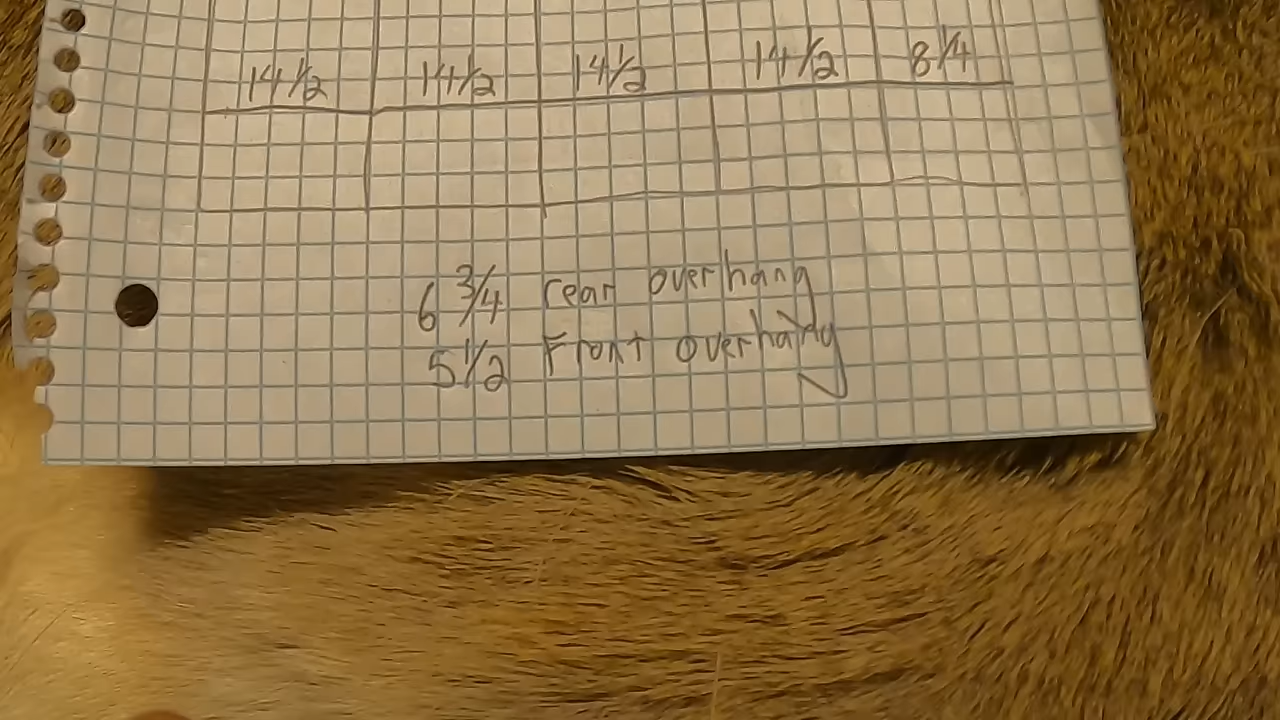 14 1/2 14 1/2 14 1/2 14 1/2 8 1/4
6 3/4 rear overhang
5 1/2 Front overhang